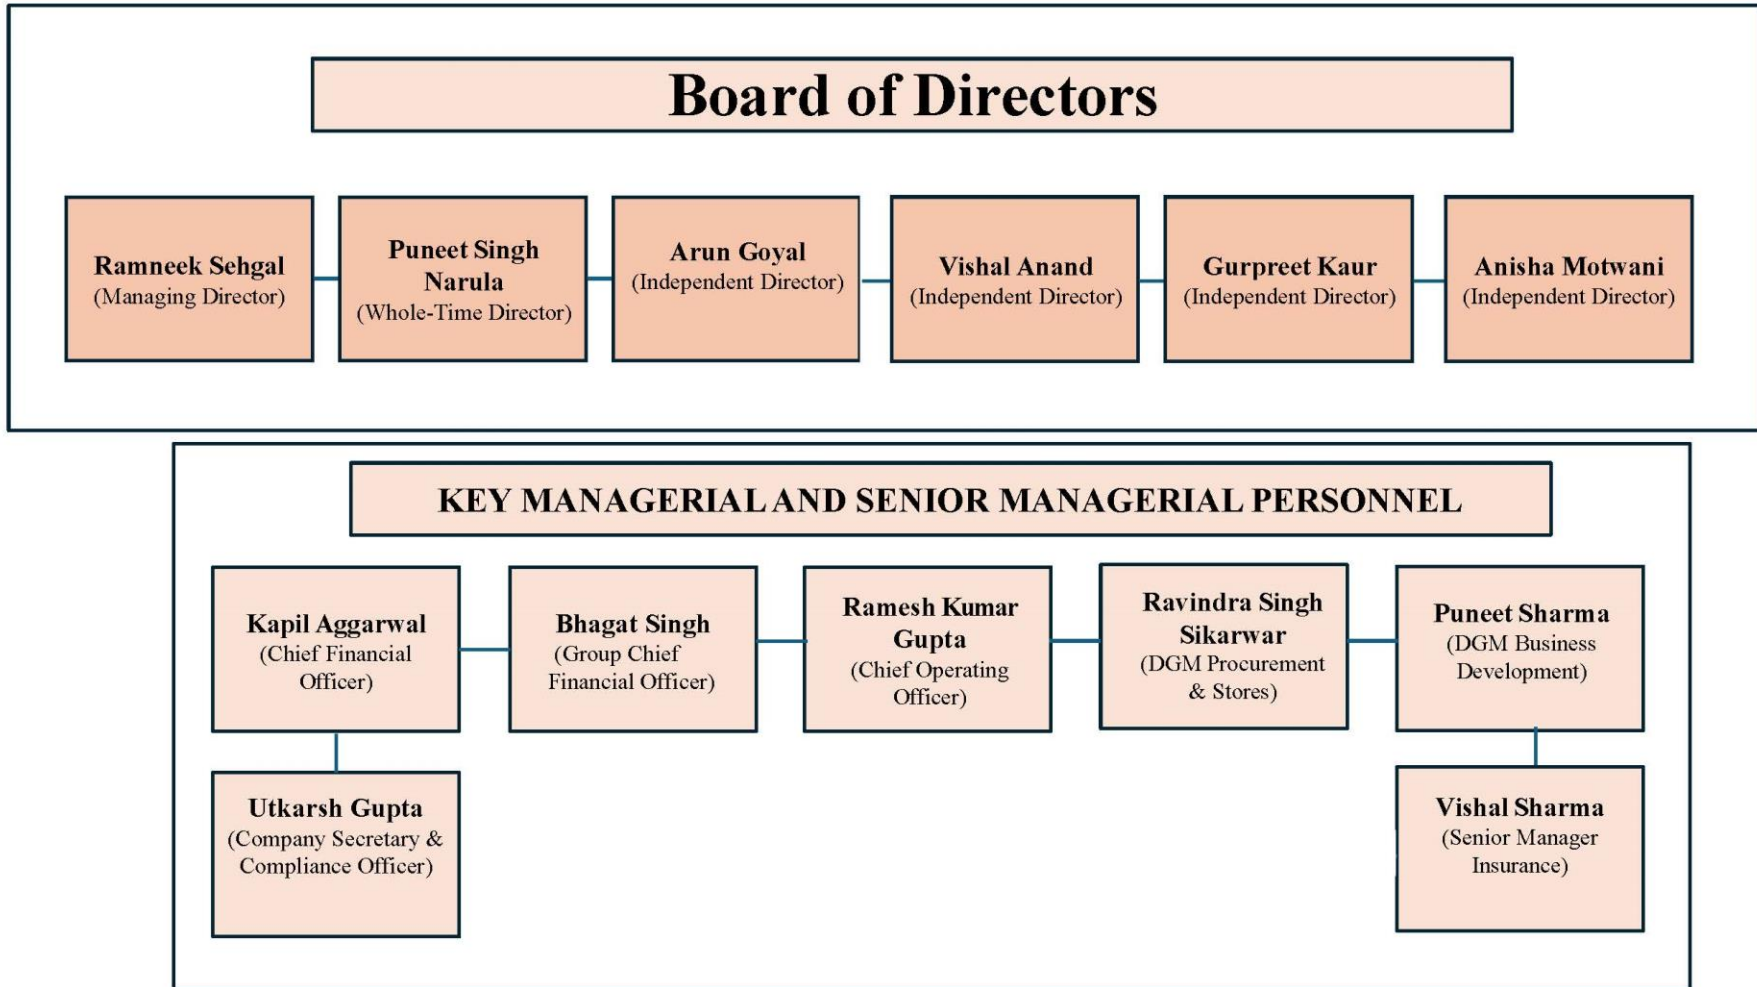 Board of Directors
Ramneek Sehgal
(Managing Director)
Puneet Singh
Narula
(Whole-Time Director)
Arun Goyal
(Independent Director)
Vishal Anand
(Independent Director)
Gurpreet Kaur
(Independent Director)
Anisha Motwani
(Independent Director)
KEY MANAGERIAL AND SENIOR MANAGERIAL PERSONNEL
Kapil Aggarwal
(Chief Financial
Officer)
Bhagat Singh
(Group Chief
Financial Officer)
Ramesh Kumar
Gupta
(Chief Operating
Officer)
Ravindra Singh
Sikarwar
(DGM Procurement
& Stores)
Puneet Sharma
(DGM Business
Development)
Utkarsh Gupta
(Company Secretary &
Compliance Officer)
Vishal Sharma
(Senior Manager
Insurance)